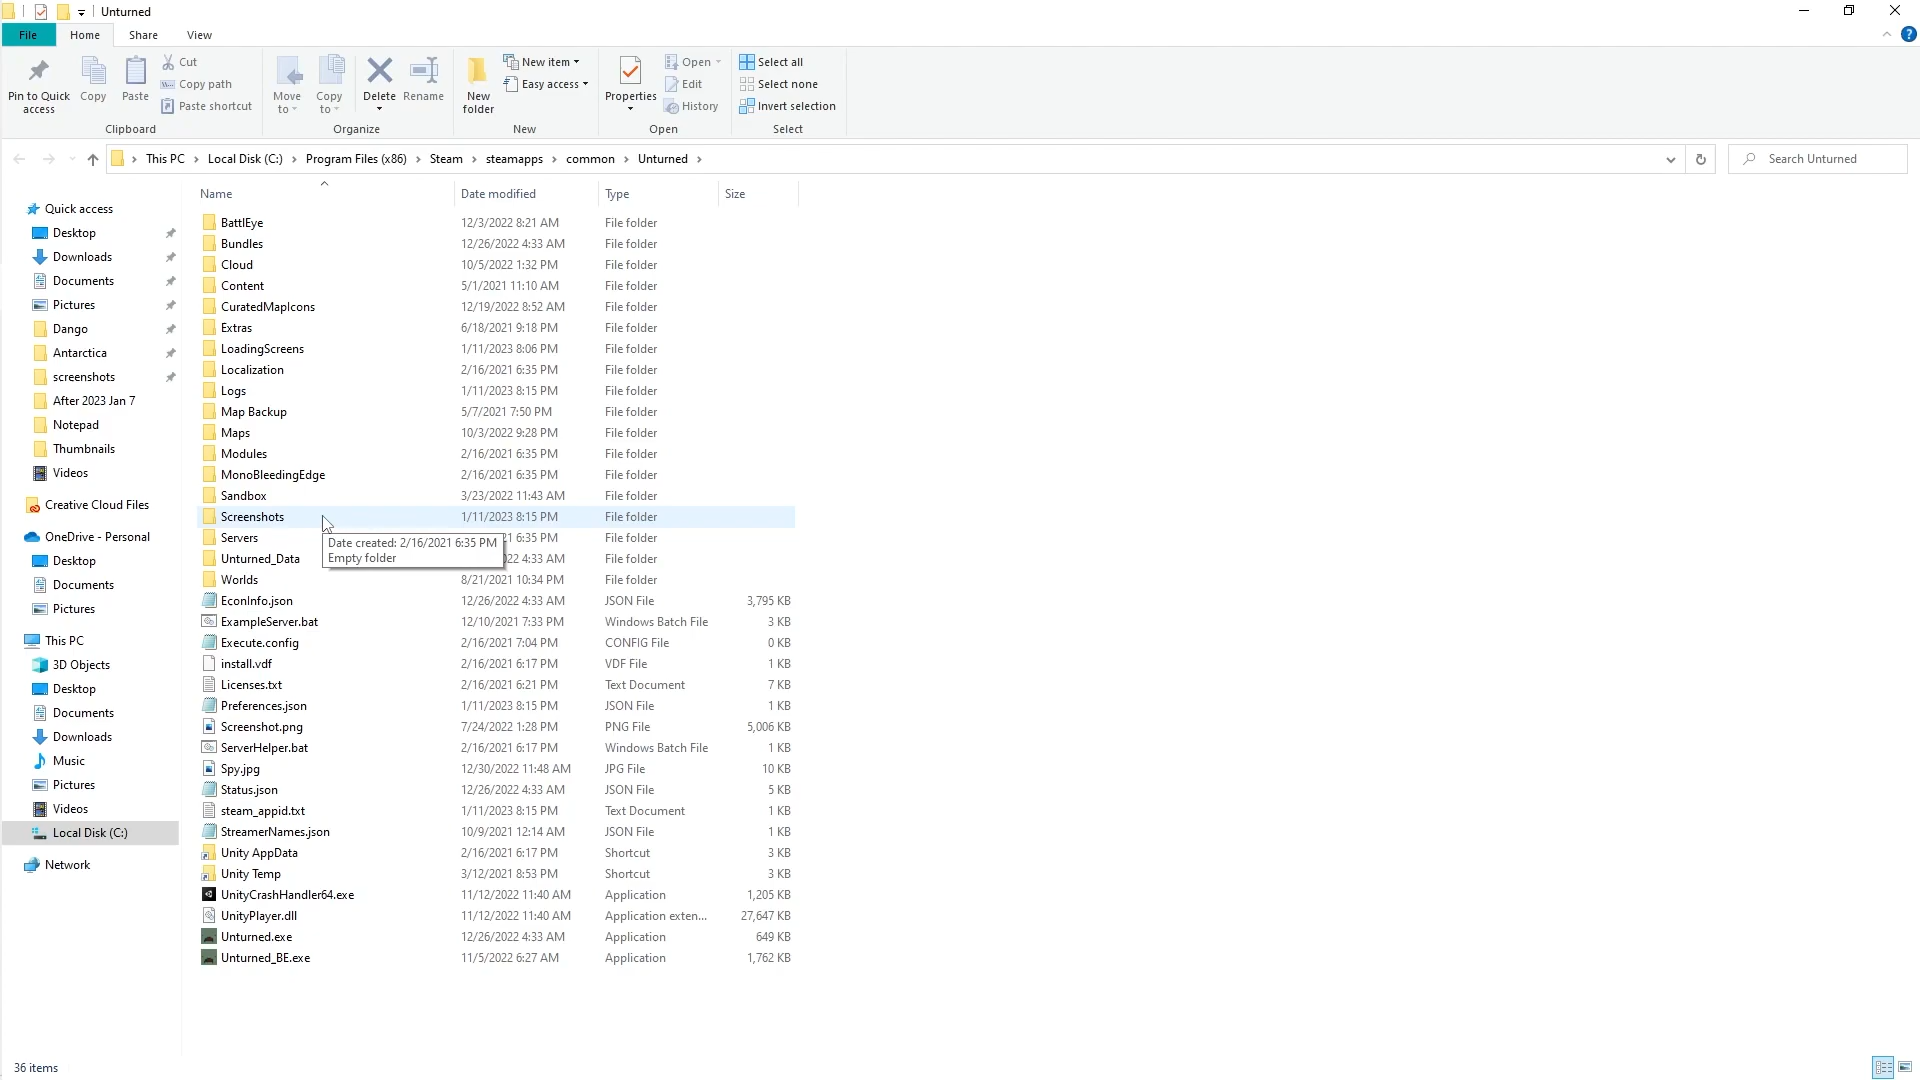 Unturned
File Home Share View
Pin to Quick access
Copy
Paste
Cut
Copy path
Paste shortcut
Clipboard
Move to
Copy to
Delete
Rename
Organize
New folder
New item
Easy access
New
Properties
Open
Edit
History
Open
Select all
Select none
Invert selection
Select
This PC > Local Disk (C:) > Program Files (x86) > Steam > steamapps > common > Unturned >
Search Unturned
Quick access
Desktop
Downloads
Documents
Pictures
Dango
Antarctica
screenshots
After 2023 Jan 7
Notepad
Thumbnails
Videos
Creative Cloud Files
OneDrive - Personal
Desktop
Documents
Pictures
This PC
3D Objects
Desktop
Documents
Downloads
Music
Pictures
Videos
Local Disk (C:)
Network
Name Date modified Type Size
BattlEye 12/3/2022 8:21 AM File folder
Bundles 12/26/2022 4:33 AM File folder
Cloud 10/5/2022 1:32 PM File folder
Content 5/1/2021 11:10 AM File folder
CuratedMapIcons 12/19/2022 8:52 AM File folder
Extras 6/18/2021 9:18 PM File folder
LoadingScreens 1/11/2023 8:06 PM File folder
Localization 2/16/2021 6:35 PM File folder
Logs 1/11/2023 8:15 PM File folder
Map Backup 5/7/2021 7:50 PM File folder
Maps 10/3/2022 9:28 PM File folder
Modules 2/16/2021 6:35 PM File folder
MonoBleedingEdge 2/16/2021 6:35 PM File folder
Sandbox 3/23/2022 11:43 AM File folder
Screenshots 1/11/2023 8:15 PM File folder
Servers 21 6:35 PM File folder
Date created: 2/16/2021 6:35 PM
Empty folder
Unturned_Data 022 4:33 AM File folder
Worlds 8/21/2021 10:34 PM File folder
EconInfo.json 12/26/2022 4:33 AM JSON File 3,795 KB
ExampleServer.bat 12/10/2021 7:33 PM Windows Batch File 3 KB
Execute.config 2/16/2021 7:04 PM CONFIG File 0 KB
install.vdf 2/16/2021 6:17 PM VDF File 1 KB
Licenses.txt 2/16/2021 6:21 PM Text Document 7 KB
Preferences.json 1/11/2023 8:15 PM JSON File 1 KB
Screenshot.png 7/24/2022 1:28 PM PNG File 5,006 KB
ServerHelper.bat 2/16/2021 6:17 PM Windows Batch File 1 KB
Spy.jpg 12/30/2022 11:48 AM JPG File 10 KB
Status.json 12/26/2022 4:33 AM JSON File 5 KB
steam_appid.txt 1/11/2023 8:15 PM Text Document 1 KB
StreamerNames.json 10/9/2021 12:14 AM JSON File 1 KB
Unity AppData 2/16/2021 6:17 PM Shortcut 3 KB
Unity Temp 3/12/2021 8:53 PM Shortcut 3 KB
UnityCrashHandler64.exe 11/12/2022 11:40 AM Application 1,205 KB
UnityPlayer.dll 11/12/2022 11:40 AM Application exten... 27,647 KB
Unturned.exe 12/26/2022 4:33 AM Application 649 KB
Unturned_BE.exe 11/5/2022 6:27 AM Application 1,762 KB
36 items